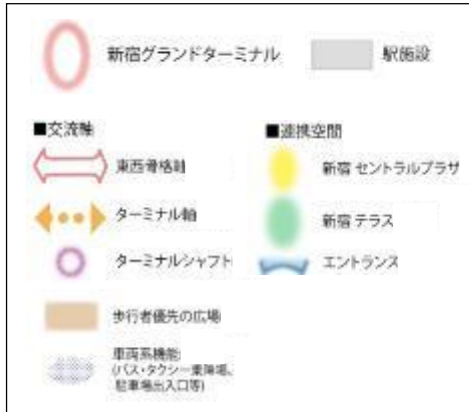 新宿グランドターミナル
駅施設
■交流軸
東西骨格軸
ターミナル軸
ターミナルシャフト
■連携空間
新宿 セントラルプラザ
新宿 テラス
エントランス
歩行者優先の広場
車両系機能
(バス・タクシー乗降場、
駐車場出入口等)